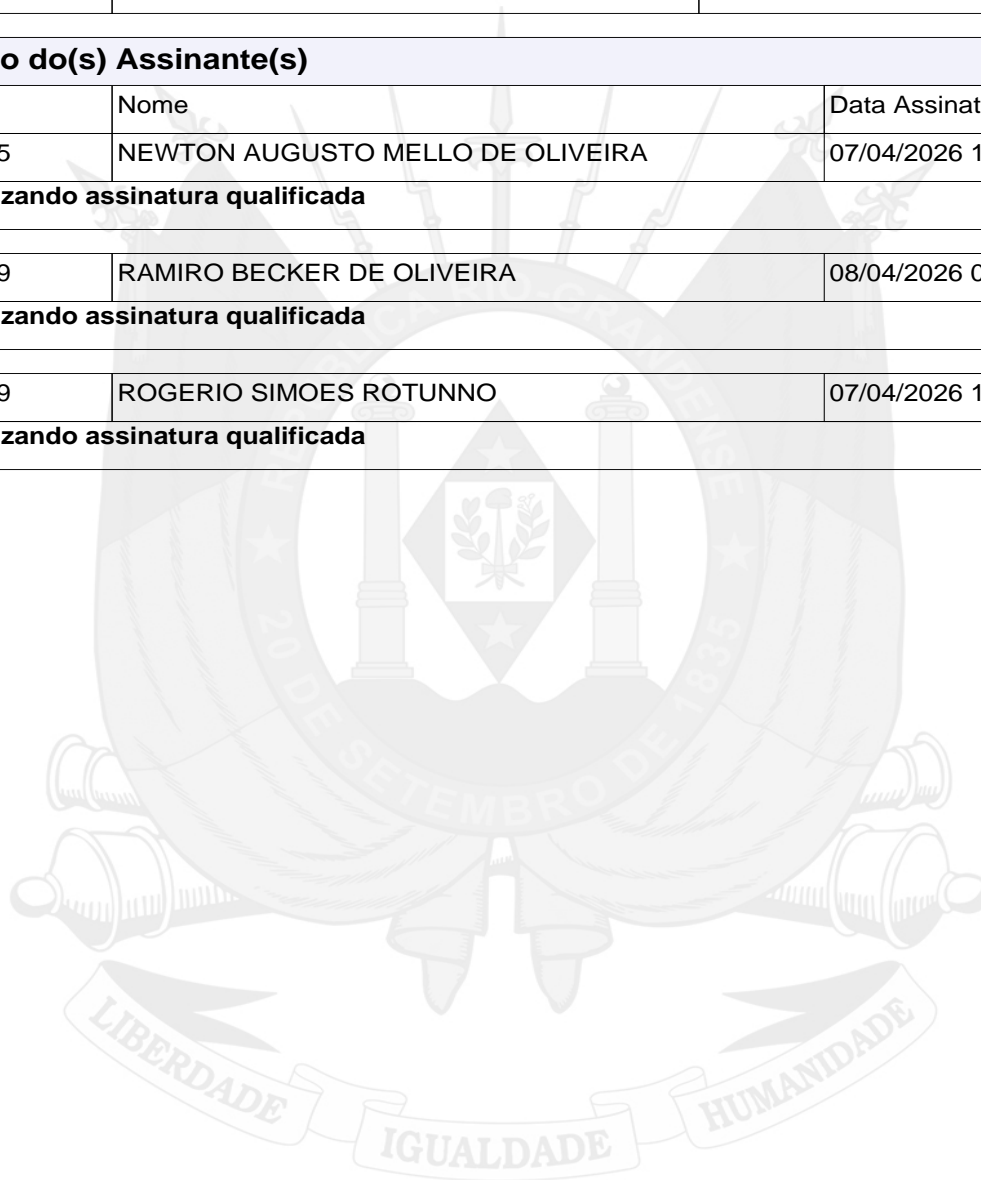 o do(s) Assinante(s)
Nome Data Assinat
5 NEWTON AUGUSTO MELLO DE OLIVEIRA 07/04/2026 1
zando assinatura qualificada
9 RAMIRO BECKER DE OLIVEIRA 08/04/2026 0
zando assinatura qualificada
9 ROGERIO SIMOES ROTUNNO 07/04/2026 1
zando assinatura qualificada
REPÚBLICA RIO-GRANDENSE
20 DE SETEMBRO DE 1835
LIBERDADE IGUALDADE HUMANIDADE